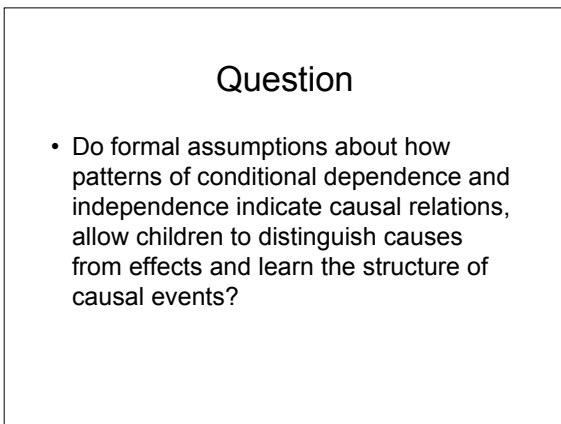 Question
• Do formal assumptions about how
patterns of conditional dependence and
independence indicate causal relations,
allow children to distinguish causes
from effects and learn the structure of
causal events?